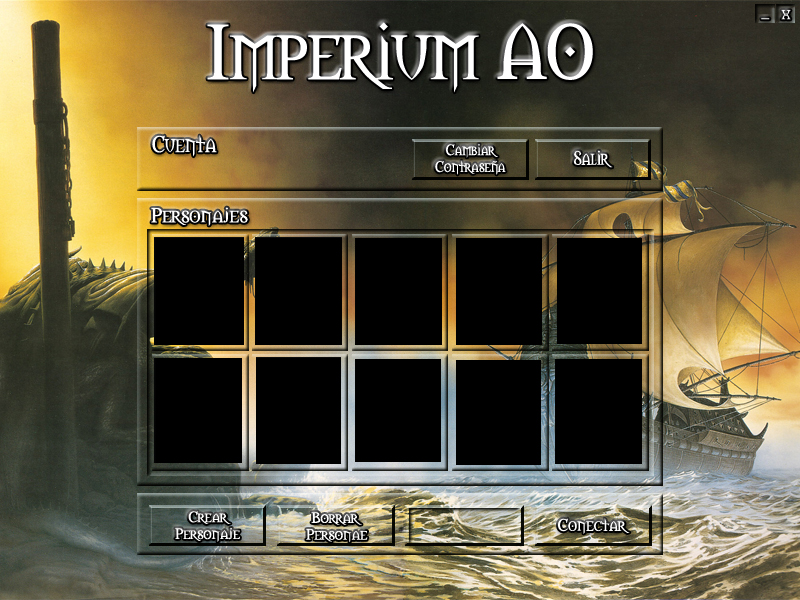 Imperium AO
_ X
Cuenta
Cambiar
Contraseña
Salir
Personajes
Crear
Personaje
Borrar
Personae
Conectar